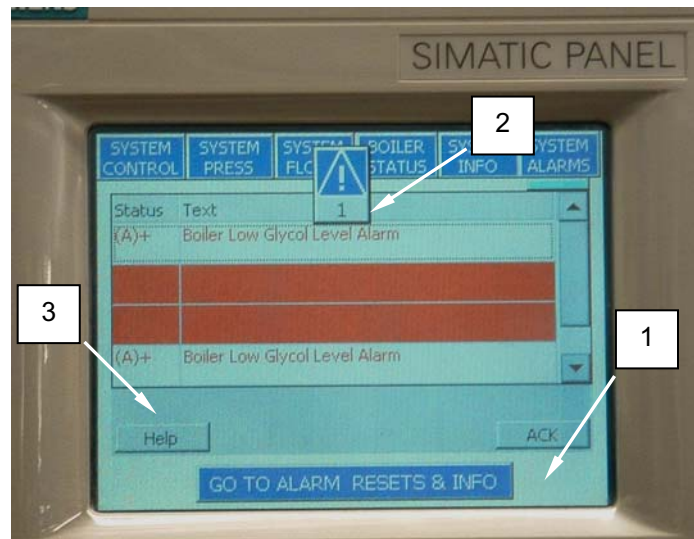 SIMATIC PANEL
2
SYSTEM CONTROL
SYSTEM PRESS
BOILER STATUS
INFO
SYSTEM ALARMS
1
Status Text
(A)+ Boiler Low Glycol Level Alarm
3
1
(A)+ Boiler Low Glycol Level Alarm
Help
ACK
GO TO ALARM RESETS & INFO